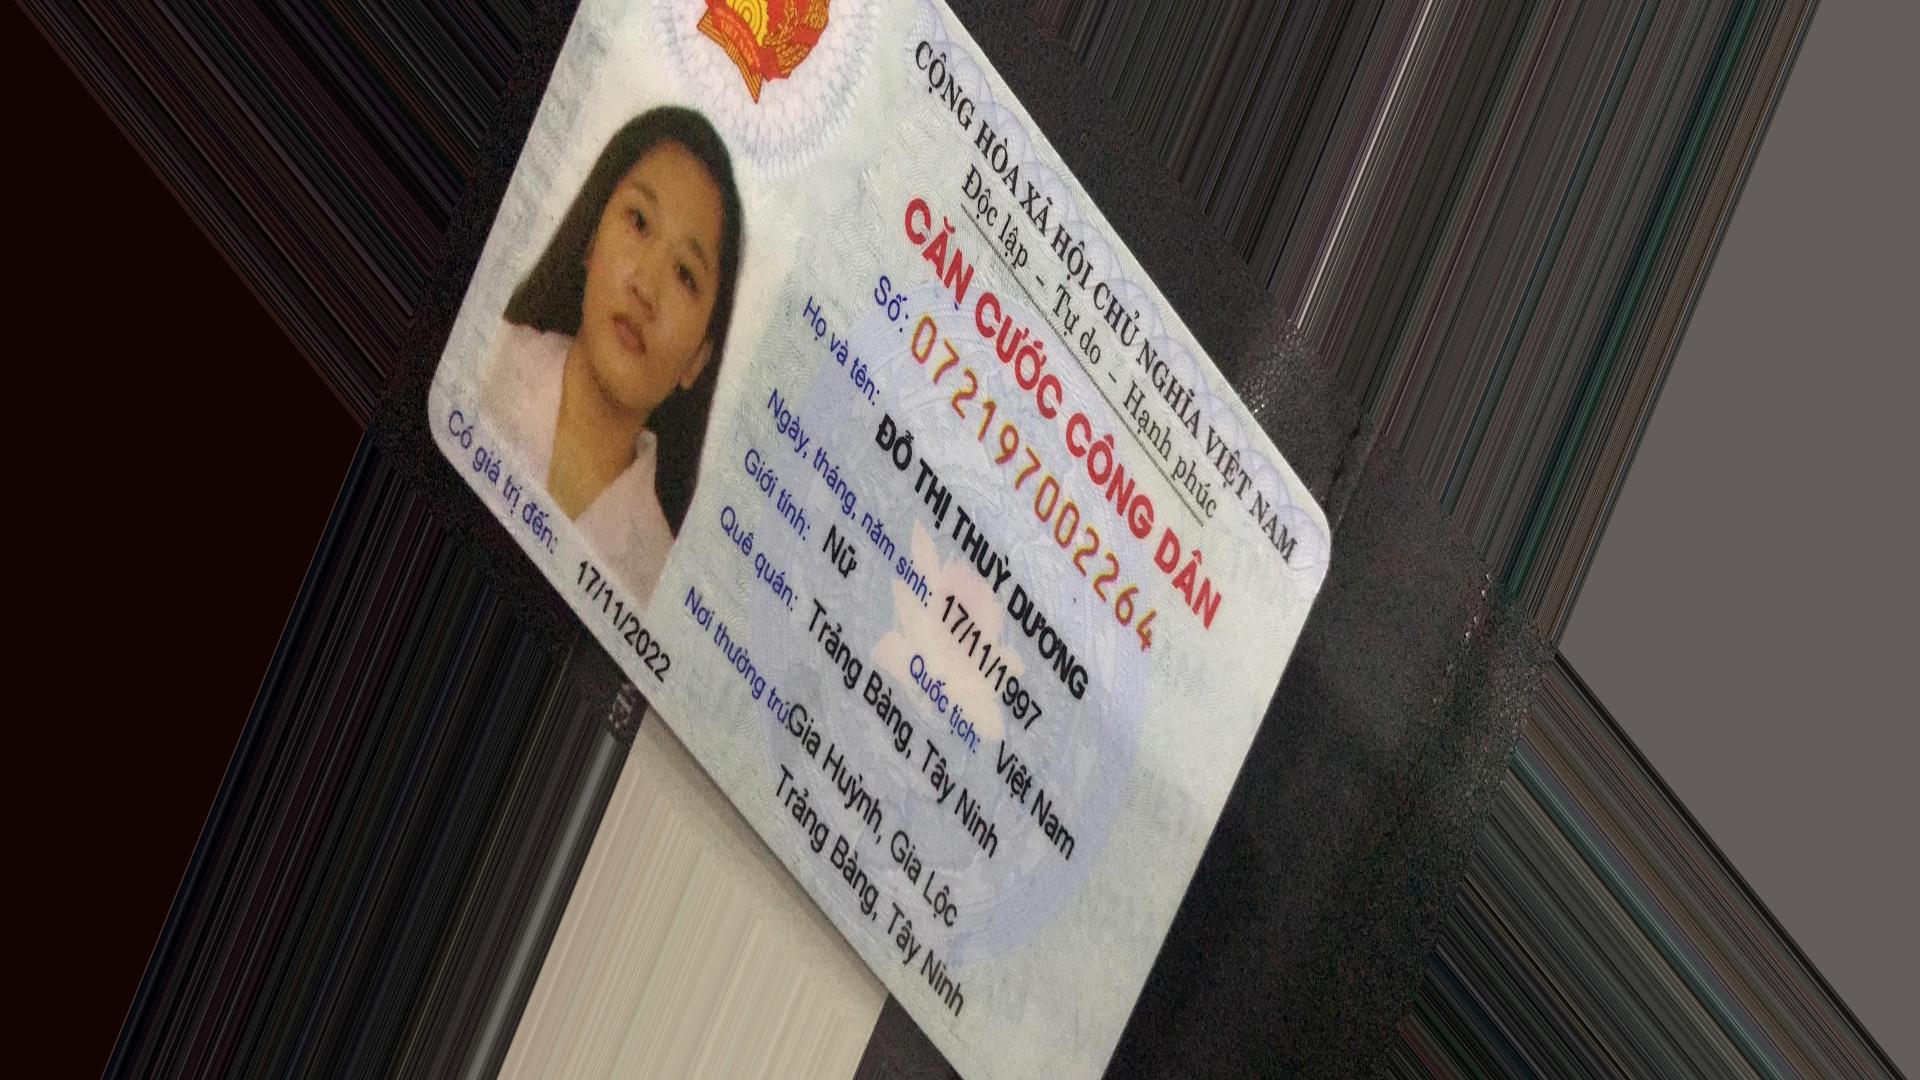 CỘNG HÒA XÃ HỘI CHỦ NGHĨA VIỆT NAM
Độc lập - Tự do - Hạnh phúc
CĂN CƯỚC CÔNG DÂN
Số: 072197002264
Họ và tên: ĐỖ THỊ THUỲ DƯƠNG
Ngày, tháng, năm sinh: 17/11/1997
Giới tính: Nữ Quốc tịch: Việt Nam
Quê quán: Trảng Bàng, Tây Ninh
Nơi thường trú: Gia Huỳnh, Gia Lộc
Trảng Bàng, Tây Ninh
Có giá trị đến: 17/11/2022